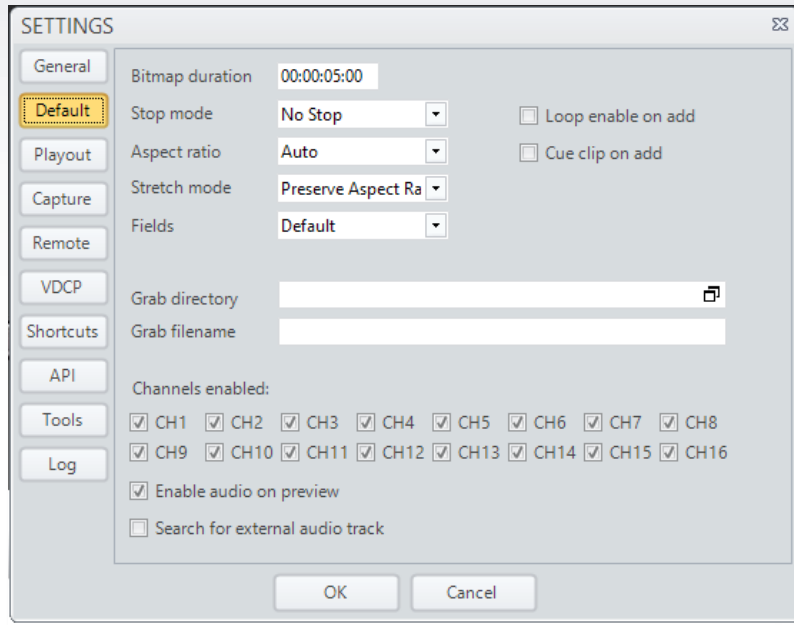 SETTINGS
General
Default
Playout
Capture
Remote
VDCP
Shortcuts
API
Tools
Log
Bitmap duration 00:00:05:00
Stop mode No Stop Loop enable on add
Aspect ratio Auto Cue clip on add
Stretch mode Preserve Aspect Ra
Fields Default
Grab directory
Grab filename
Channels enabled:
CH1 CH2 CH3 CH4 CH5 CH6 CH7 CH8
CH9 CH10 CH11 CH12 CH13 CH14 CH15 CH16
Enable audio on preview
Search for external audio track
OK Cancel